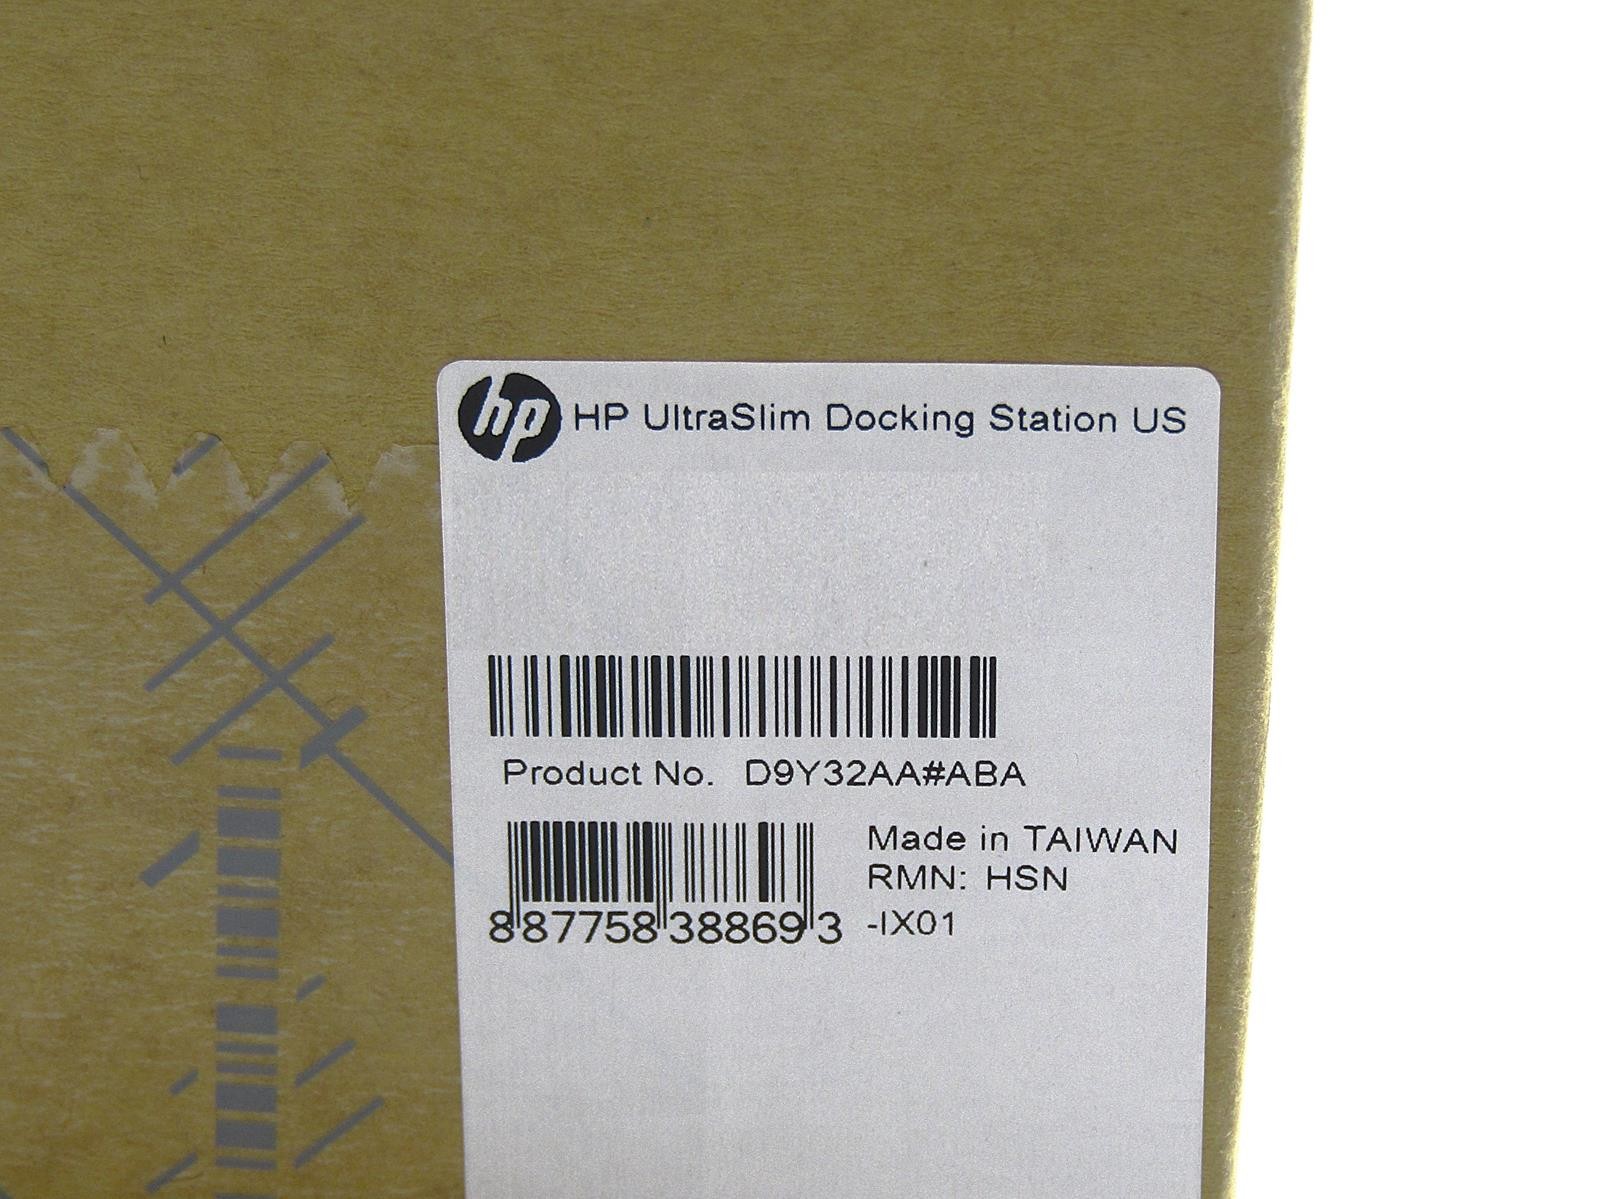 hp HP UltraSlim Docking Station US
Product No. D9Y32AA#ABA
Made in TAIWAN
RMN: HSN
-IX01
8 87758 38869 3